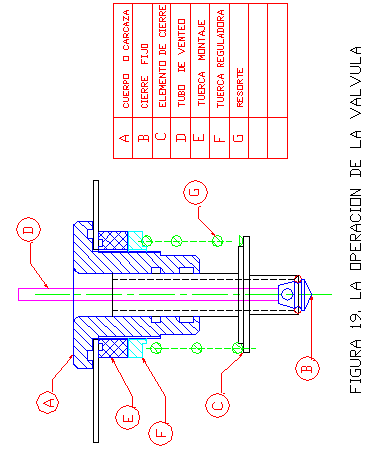 A CUERPO O CARCAZA
B CIERRE FIJO
C ELEMENTO DE CIERRE
D TUBO DE VENTEO
E TUERCA MONTAJE
F TUERCA REGULADORA
G RESORTE
D
G
A
E
F
C
B
FIGURA 19. LA OPERACION DE LA VALVULA